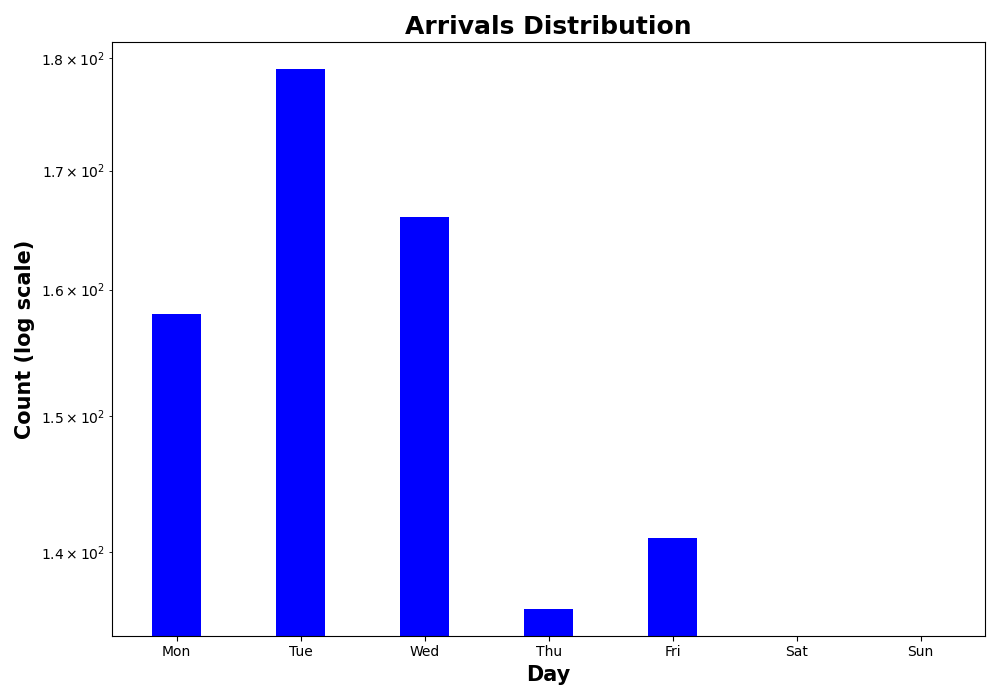 Arrivals Distribution
1.8 × 10²
1.7 × 10²
1.6 × 10²
1.5 × 10²
1.4 × 10²
Count (log scale)
Mon Tue Wed Thu Fri Sat Sun
Day